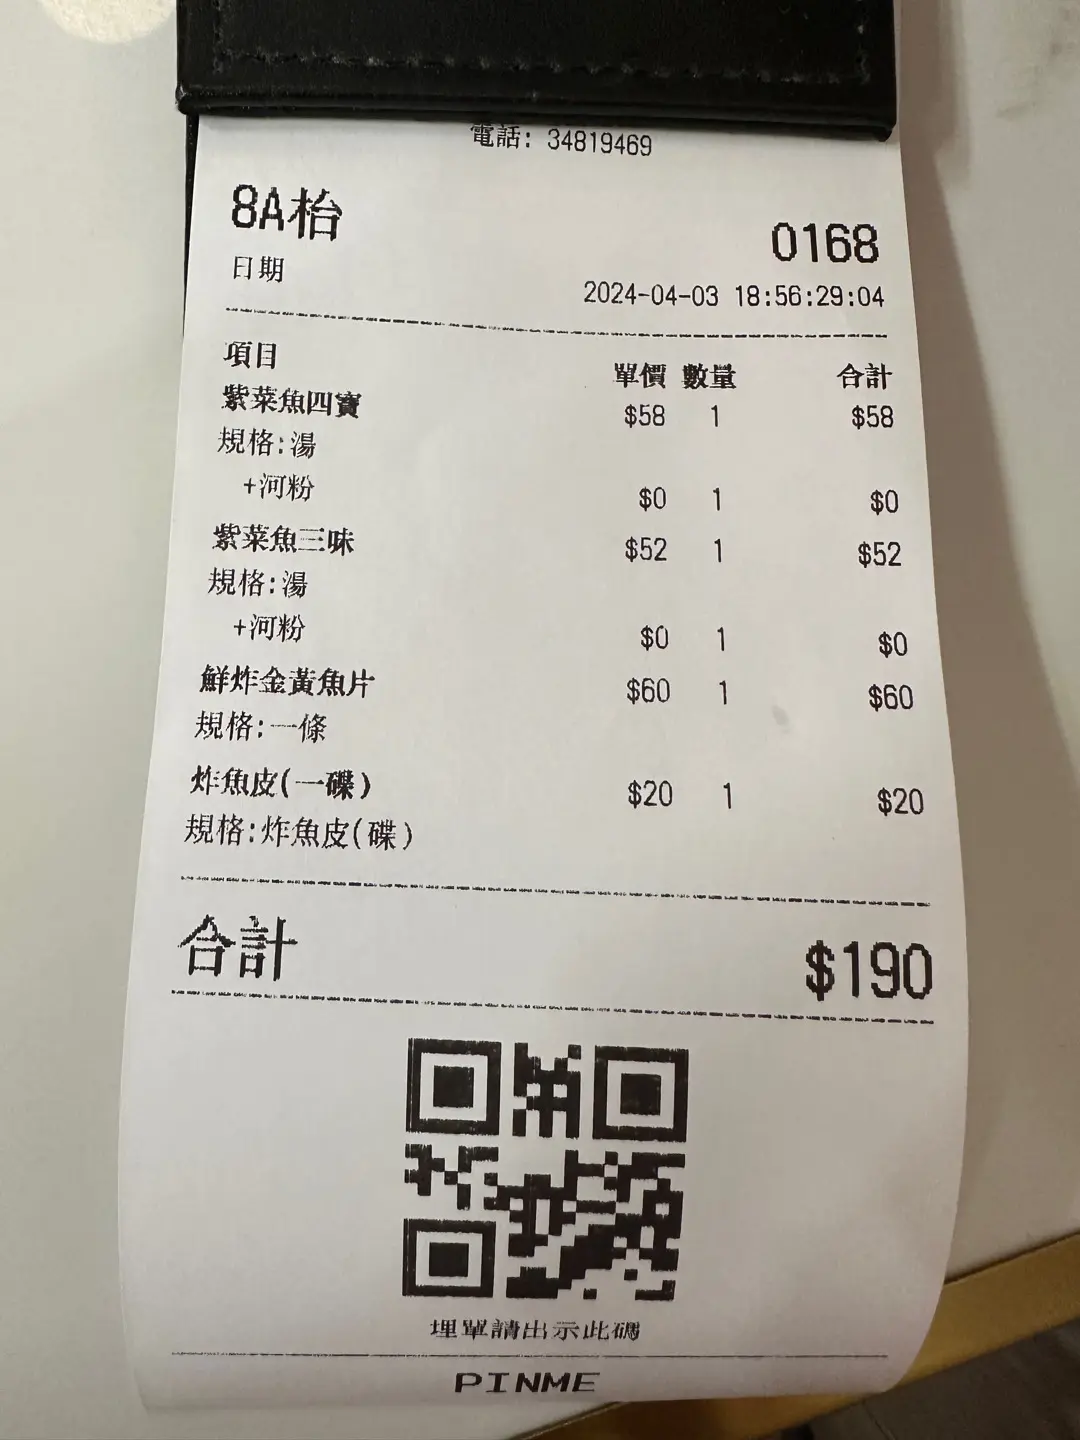 電話: 34819469
8A枱
0168
日期
2024-04-03 18:56:29:04
項目 單價 數量 合計
紫菜魚四寶 $58 1 $58
規格:湯
+河粉 $0 1 $0
紫菜魚三味 $52 1 $52
規格:湯
+河粉 $0 1 $0
鮮炸金黃魚片 $60 1 $60
規格:一條
炸魚皮(一碟) $20 1 $20
規格:炸魚皮(碟)
合計 $190
埋單請出示此碼
PINME